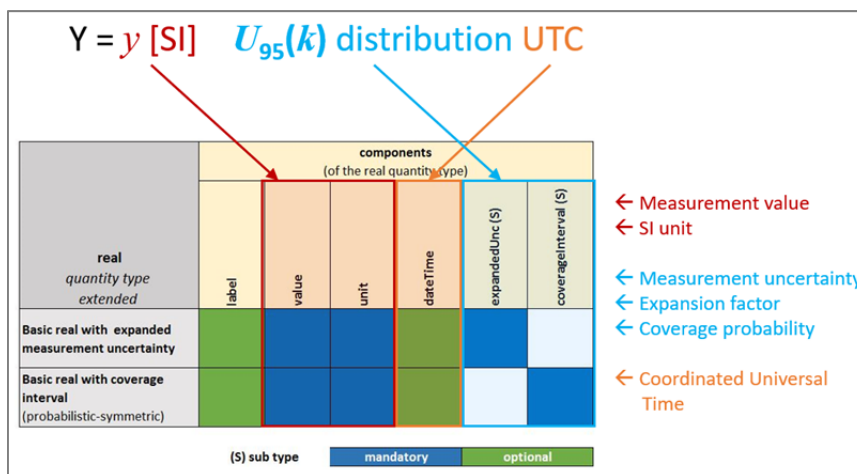 Y = y [SI] U95(k) distribution UTC
components
(of the real quantity type)
real
quantity type
extended
label
value
unit
dateTime
expandedUnc (S)
coverageInterval (S)
← Measurement value
← SI unit
← Measurement uncertainty
← Expansion factor
← Coverage probability
← Coordinated Universal
Time
Basic real with expanded
measurement uncertainty
Basic real with coverage
interval
(probabilistic-symmetric)
(S) sub type mandatory optional